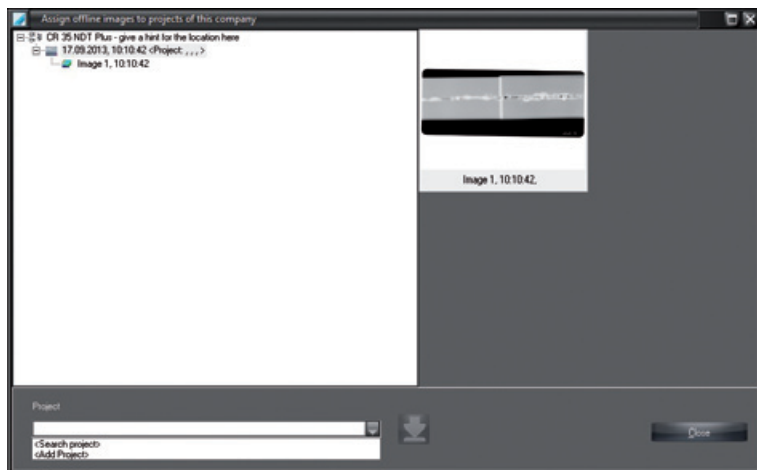 Assign offline images to projects of this company
CR 35 NDT Plus - give a hint for the location here
17.09.2013, 10:10:42 <Project: , , , >
Image 1, 10:10:42
Image 1, 10:10:42,
Project
<Search project>
<Add Project>
Close